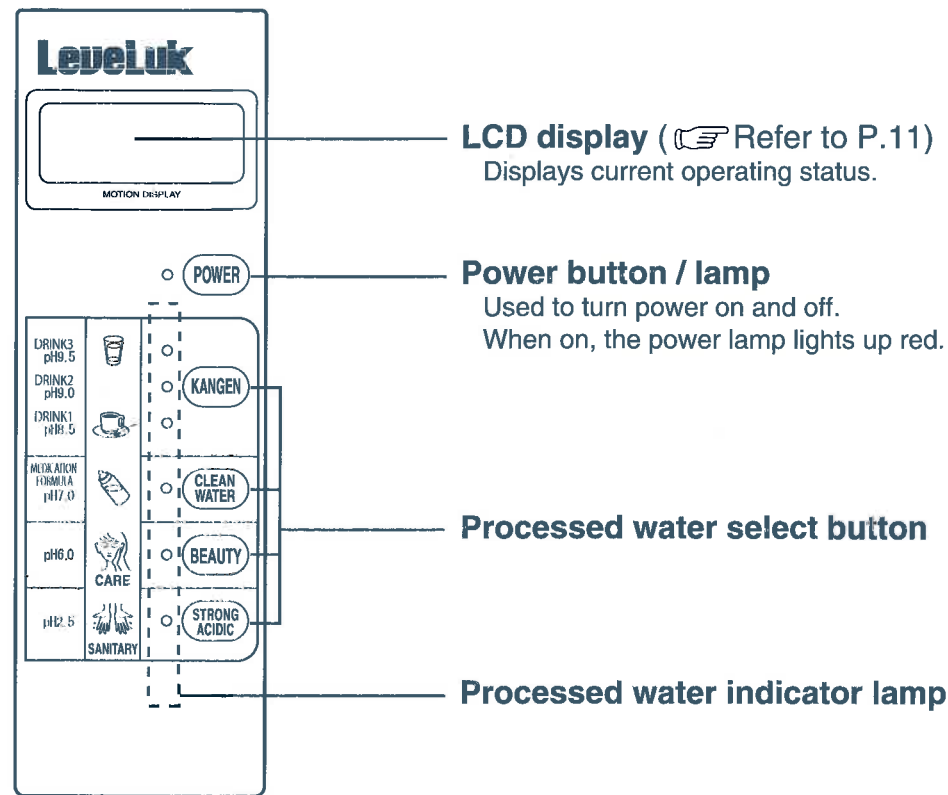 LeveLuk
MOTION DISPLAY
LCD display (Refer to P.11)
Displays current operating status.
POWER
Power button / lamp
Used to turn power on and off.
When on, the power lamp lights up red.
DRINK3
pH9.5
DRINK2
pH9.0
DRINK1
pH8.5
KANGEN
MEDICATION
FORMULA
pH7.0
CLEAN
WATER
Processed water select button
pH6.0
CARE
BEAUTY
pH2.5
SANITARY
STRONG
ACIDIC
Processed water indicator lamp